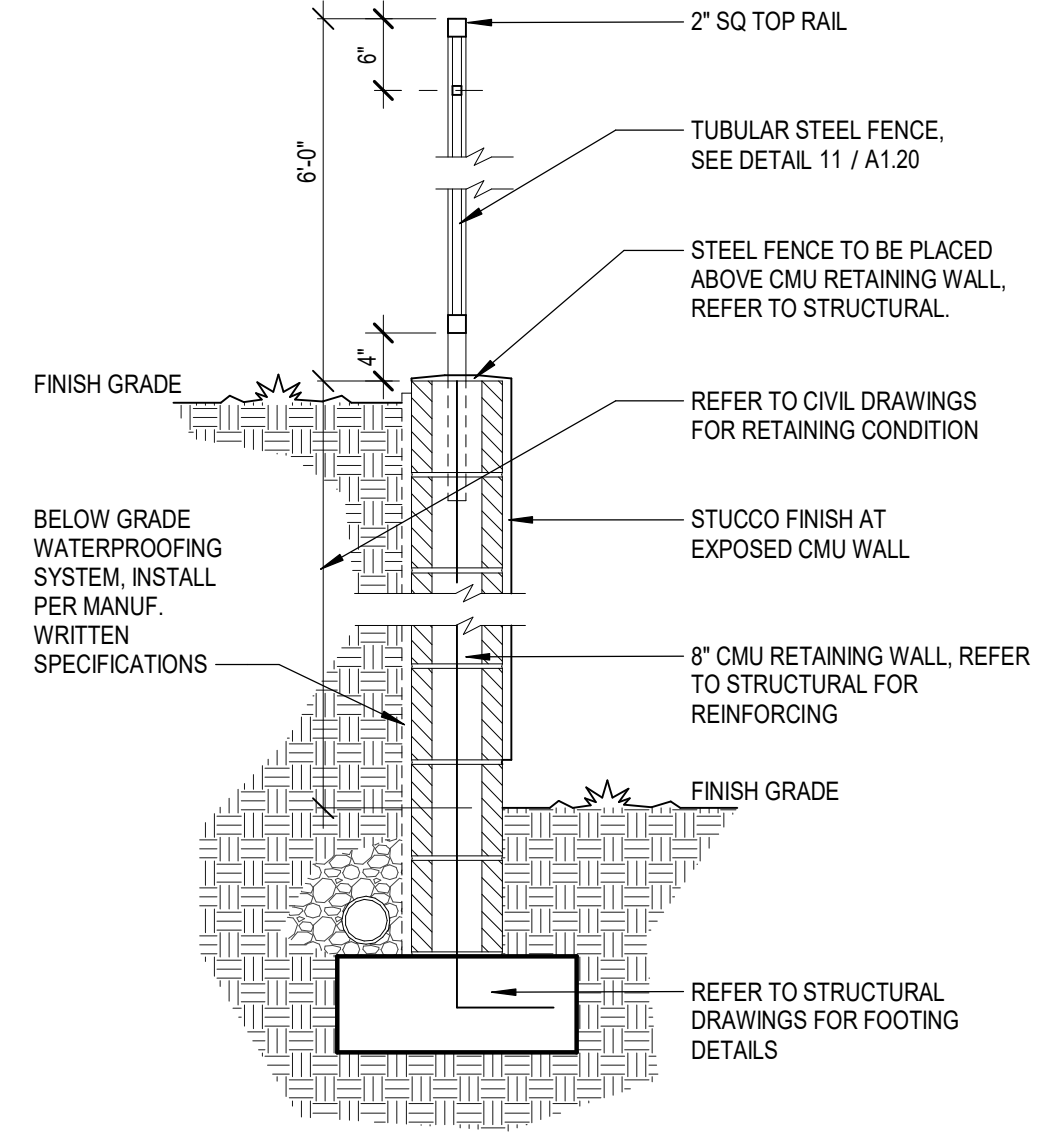 2" SQ TOP RAIL
6"
6'-0"
TUBULAR STEEL FENCE,
SEE DETAIL 11 / A1.20
STEEL FENCE TO BE PLACED
ABOVE CMU RETAINING WALL,
REFER TO STRUCTURAL.
4"
FINISH GRADE
REFER TO CIVIL DRAWINGS
FOR RETAINING CONDITION
BELOW GRADE
WATERPROOFING
SYSTEM, INSTALL
PER MANUF.
WRITTEN
SPECIFICATIONS
STUCCO FINISH AT
EXPOSED CMU WALL
8" CMU RETAINING WALL, REFER
TO STRUCTURAL FOR
REINFORCING
FINISH GRADE
REFER TO STRUCTURAL
DRAWINGS FOR FOOTING
DETAILS